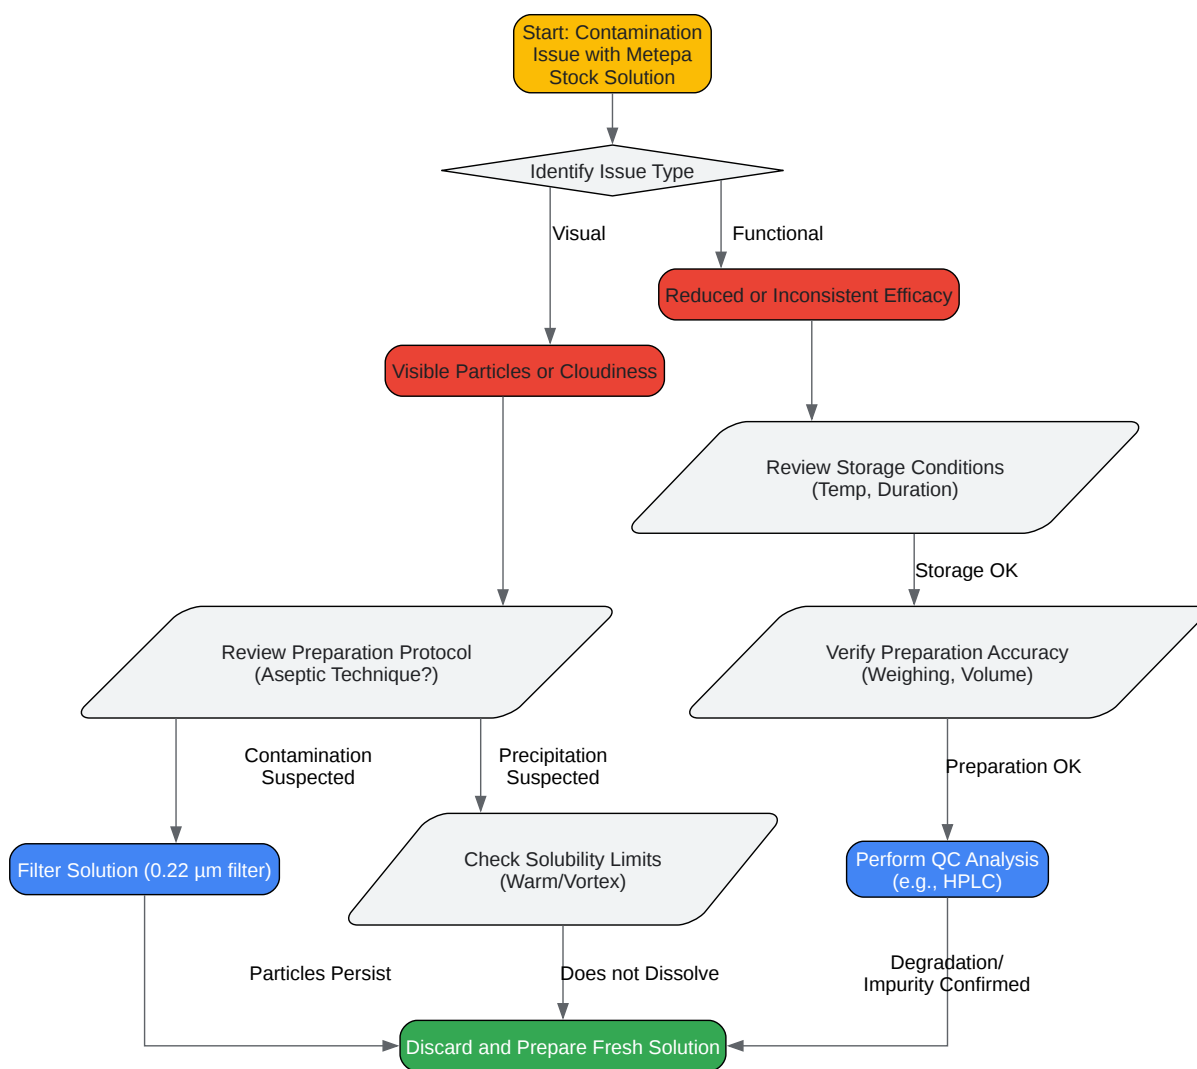 Start: Contamination
Issue with Metepa
Stock Solution
Identify Issue Type
Visual
Functional
Reduced or Inconsistent Efficacy
Visible Particles or Cloudiness
Review Storage Conditions
(Temp, Duration)
Storage OK
Review Preparation Protocol
(Aseptic Technique?)
Verify Preparation Accuracy
(Weighing, Volume)
Contamination
Suspected
Precipitation
Suspected
Preparation OK
Filter Solution (0.22 µm filter)
Check Solubility Limits
(Warm/Vortex)
Perform QC Analysis
(e.g., HPLC)
Particles Persist
Does not Dissolve
Degradation/
Impurity Confirmed
Discard and Prepare Fresh Solution